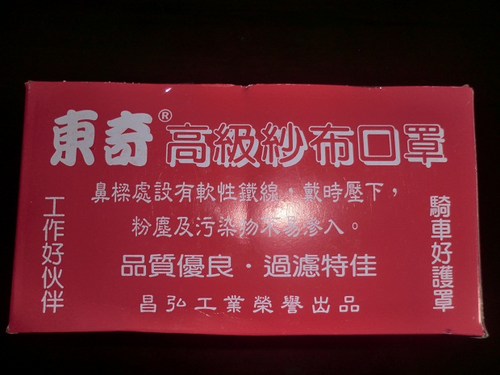 東奇® 高級紗布口罩
鼻樑處設有軟性鐵線，戴時壓下，
粉塵及污染物不易滲入。
工作好伙伴
騎車好護罩
品質優良·過濾特佳
昌弘工業榮譽出品